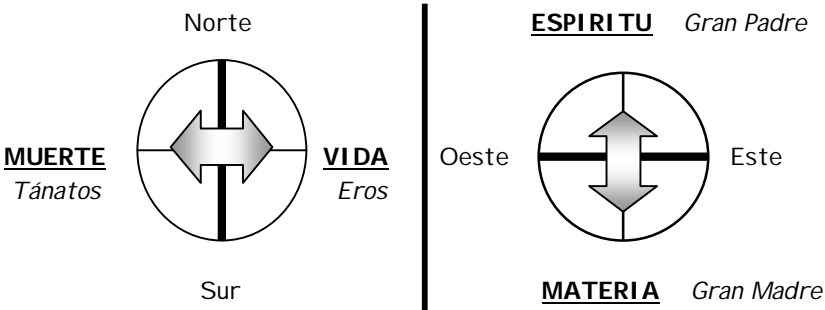 Norte
MUERTE VIDA
Tánatos Eros
Sur
ESPIRITU Gran Padre
Oeste Este
MATERIA Gran Madre